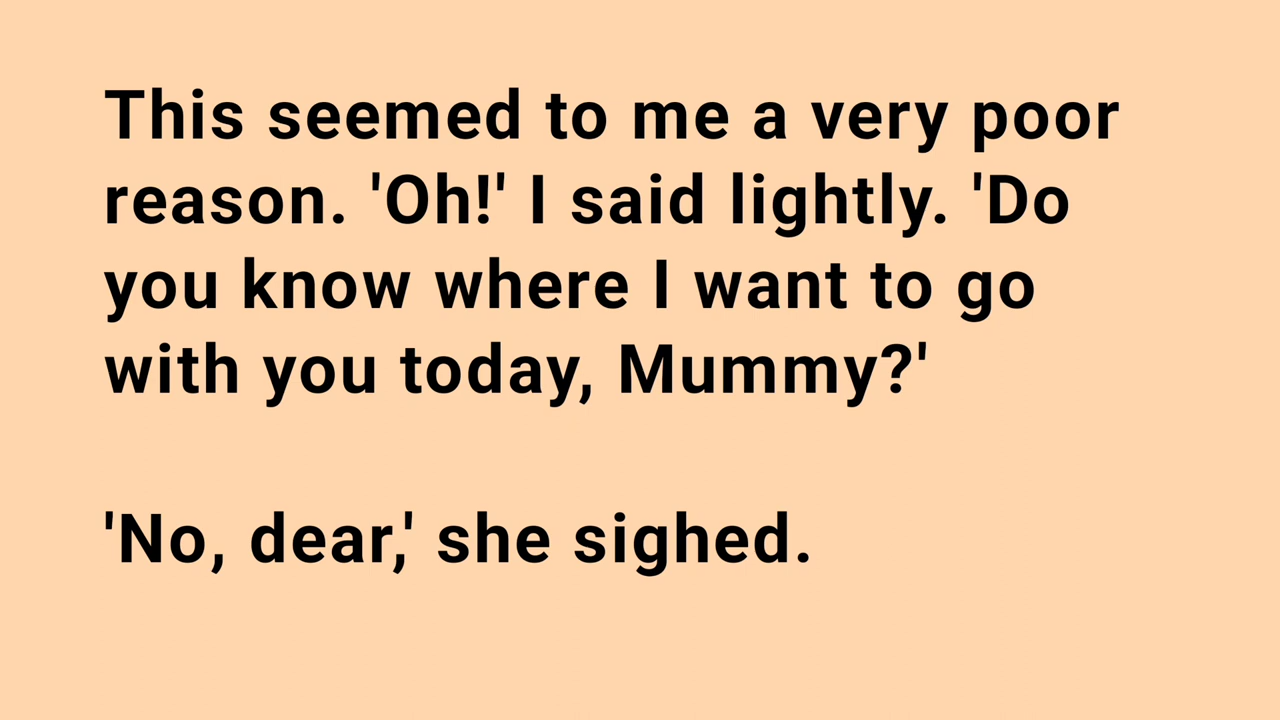 This seemed to me a very poor
reason. 'Oh!' I said lightly. 'Do
you know where I want to go
with you today, Mummy?'
'No, dear,' she sighed.